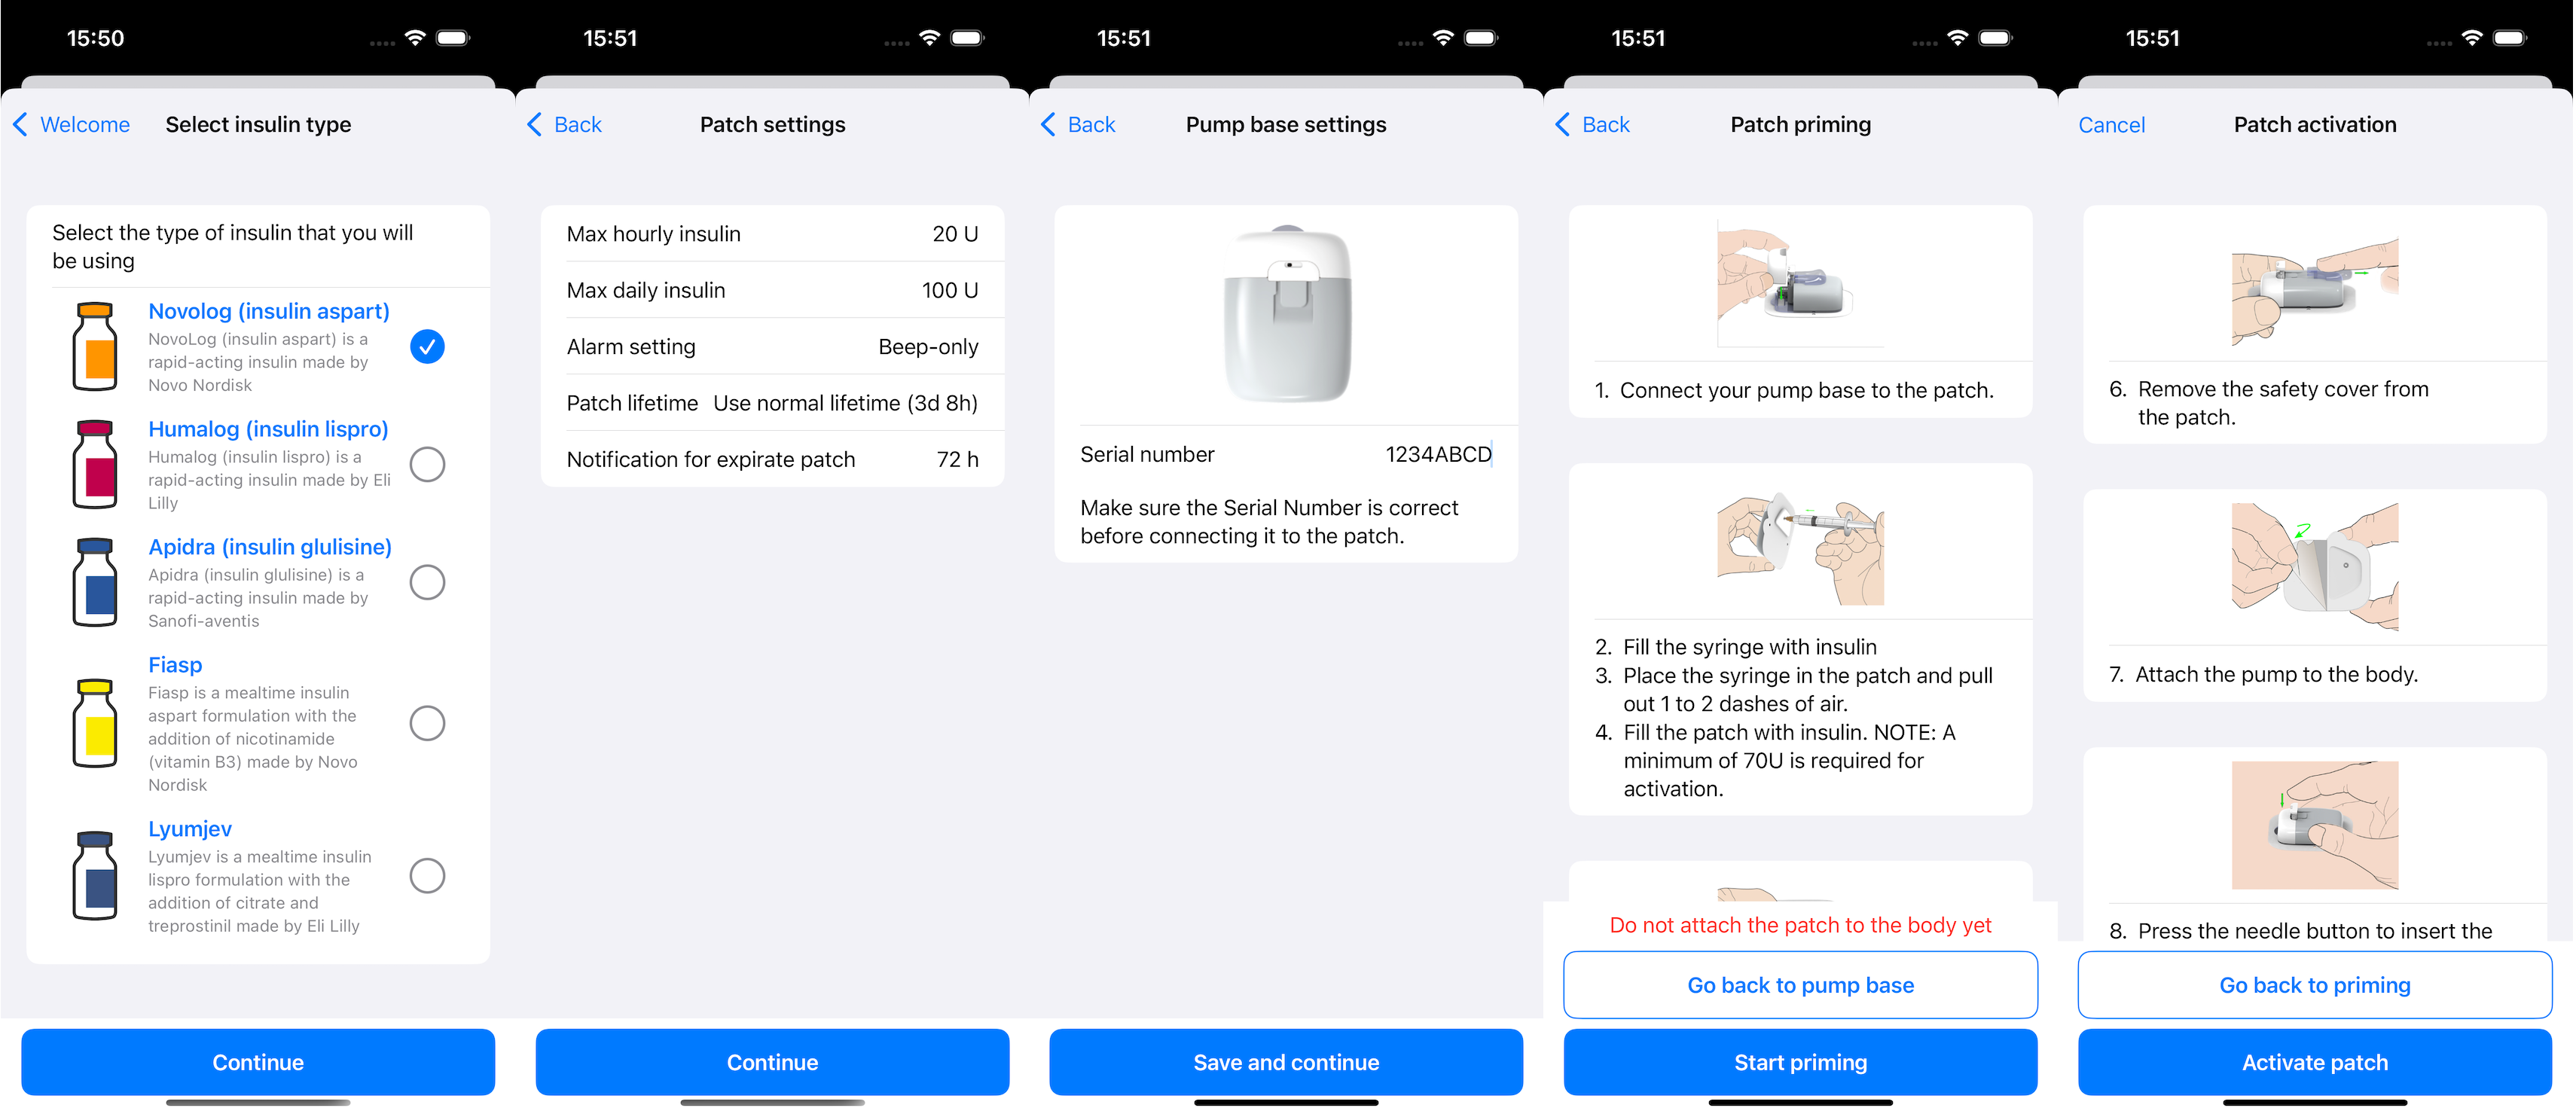 15:50
Welcome
Select insulin type
Select the type of insulin that you will
be using
Novolog (insulin aspart)
NovoLog (insulin aspart) is a
rapid-acting insulin made by
Novo Nordisk
Humalog (insulin lispro)
Humalog (insulin lispro) is a
rapid-acting insulin made by Eli
Lilly
Apidra (insulin glulisine)
Apidra (insulin glulisine) is a
rapid-acting insulin made by
Sanofi-aventis
Fiasp
Fiasp is a mealtime insulin
aspart formulation with the
addition of nicotinamide
(vitamin B3) made by Novo
Nordisk
Lyumjev
Lyumjev is a mealtime insulin
lispro formulation with the
addition of citrate and
treprostinil made by Eli Lilly
Continue
15:51
Back
Patch settings
Max hourly insulin 20 U
Max daily insulin 100 U
Alarm setting Beep-only
Patch lifetime Use normal lifetime (3d 8h)
Notification for expirate patch 72 h
Continue
15:51
Back
Pump base settings
Serial number 1234ABCD
Make sure the Serial Number is correct
before connecting it to the patch.
Save and continue
15:51
Back
Patch priming
1. Connect your pump base to the patch.
2. Fill the syringe with insulin
3. Place the syringe in the patch and pull
out 1 to 2 dashes of air.
4. Fill the patch with insulin. NOTE: A
minimum of 70U is required for
activation.
Do not attach the patch to the body yet
Go back to pump base
Start priming
15:51
Cancel
Patch activation
6. Remove the safety cover from
the patch.
7. Attach the pump to the body.
8. Press the needle button to insert the
Go back to priming
Activate patch